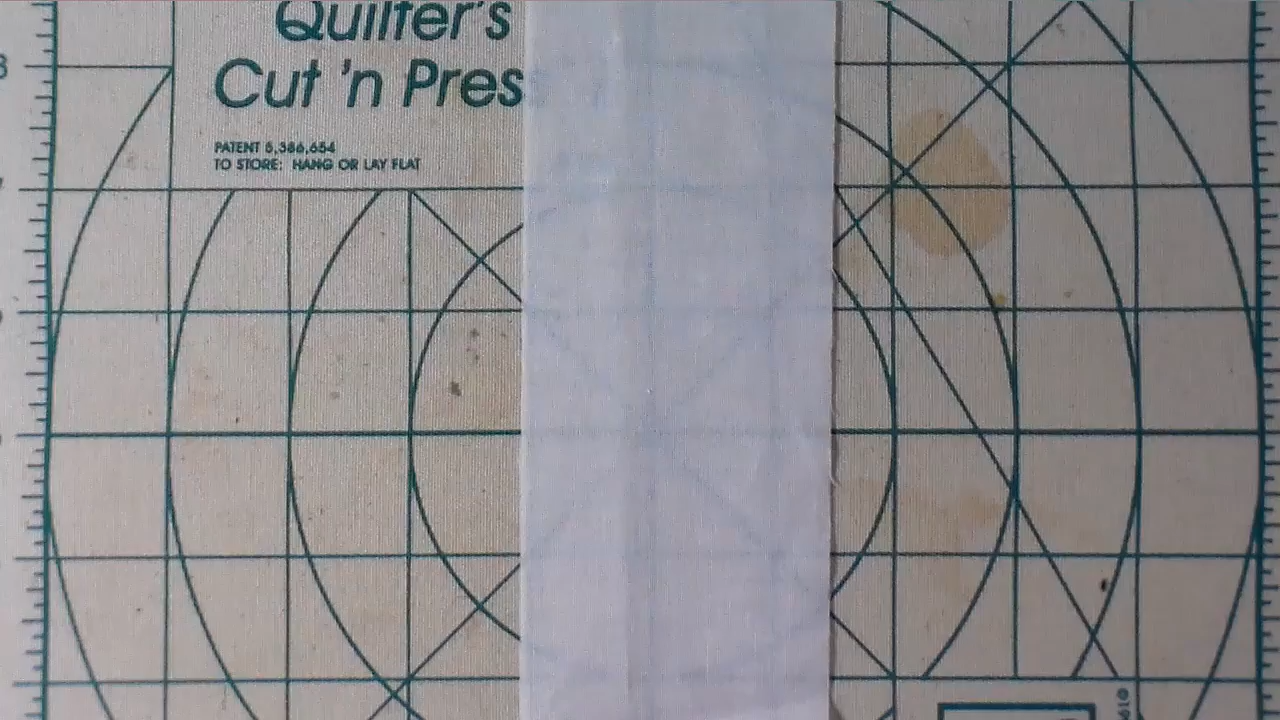 Quilter's
Cut 'n Pres
PATENT 5,386,654
TO STORE: HANG OR LAY FLAT